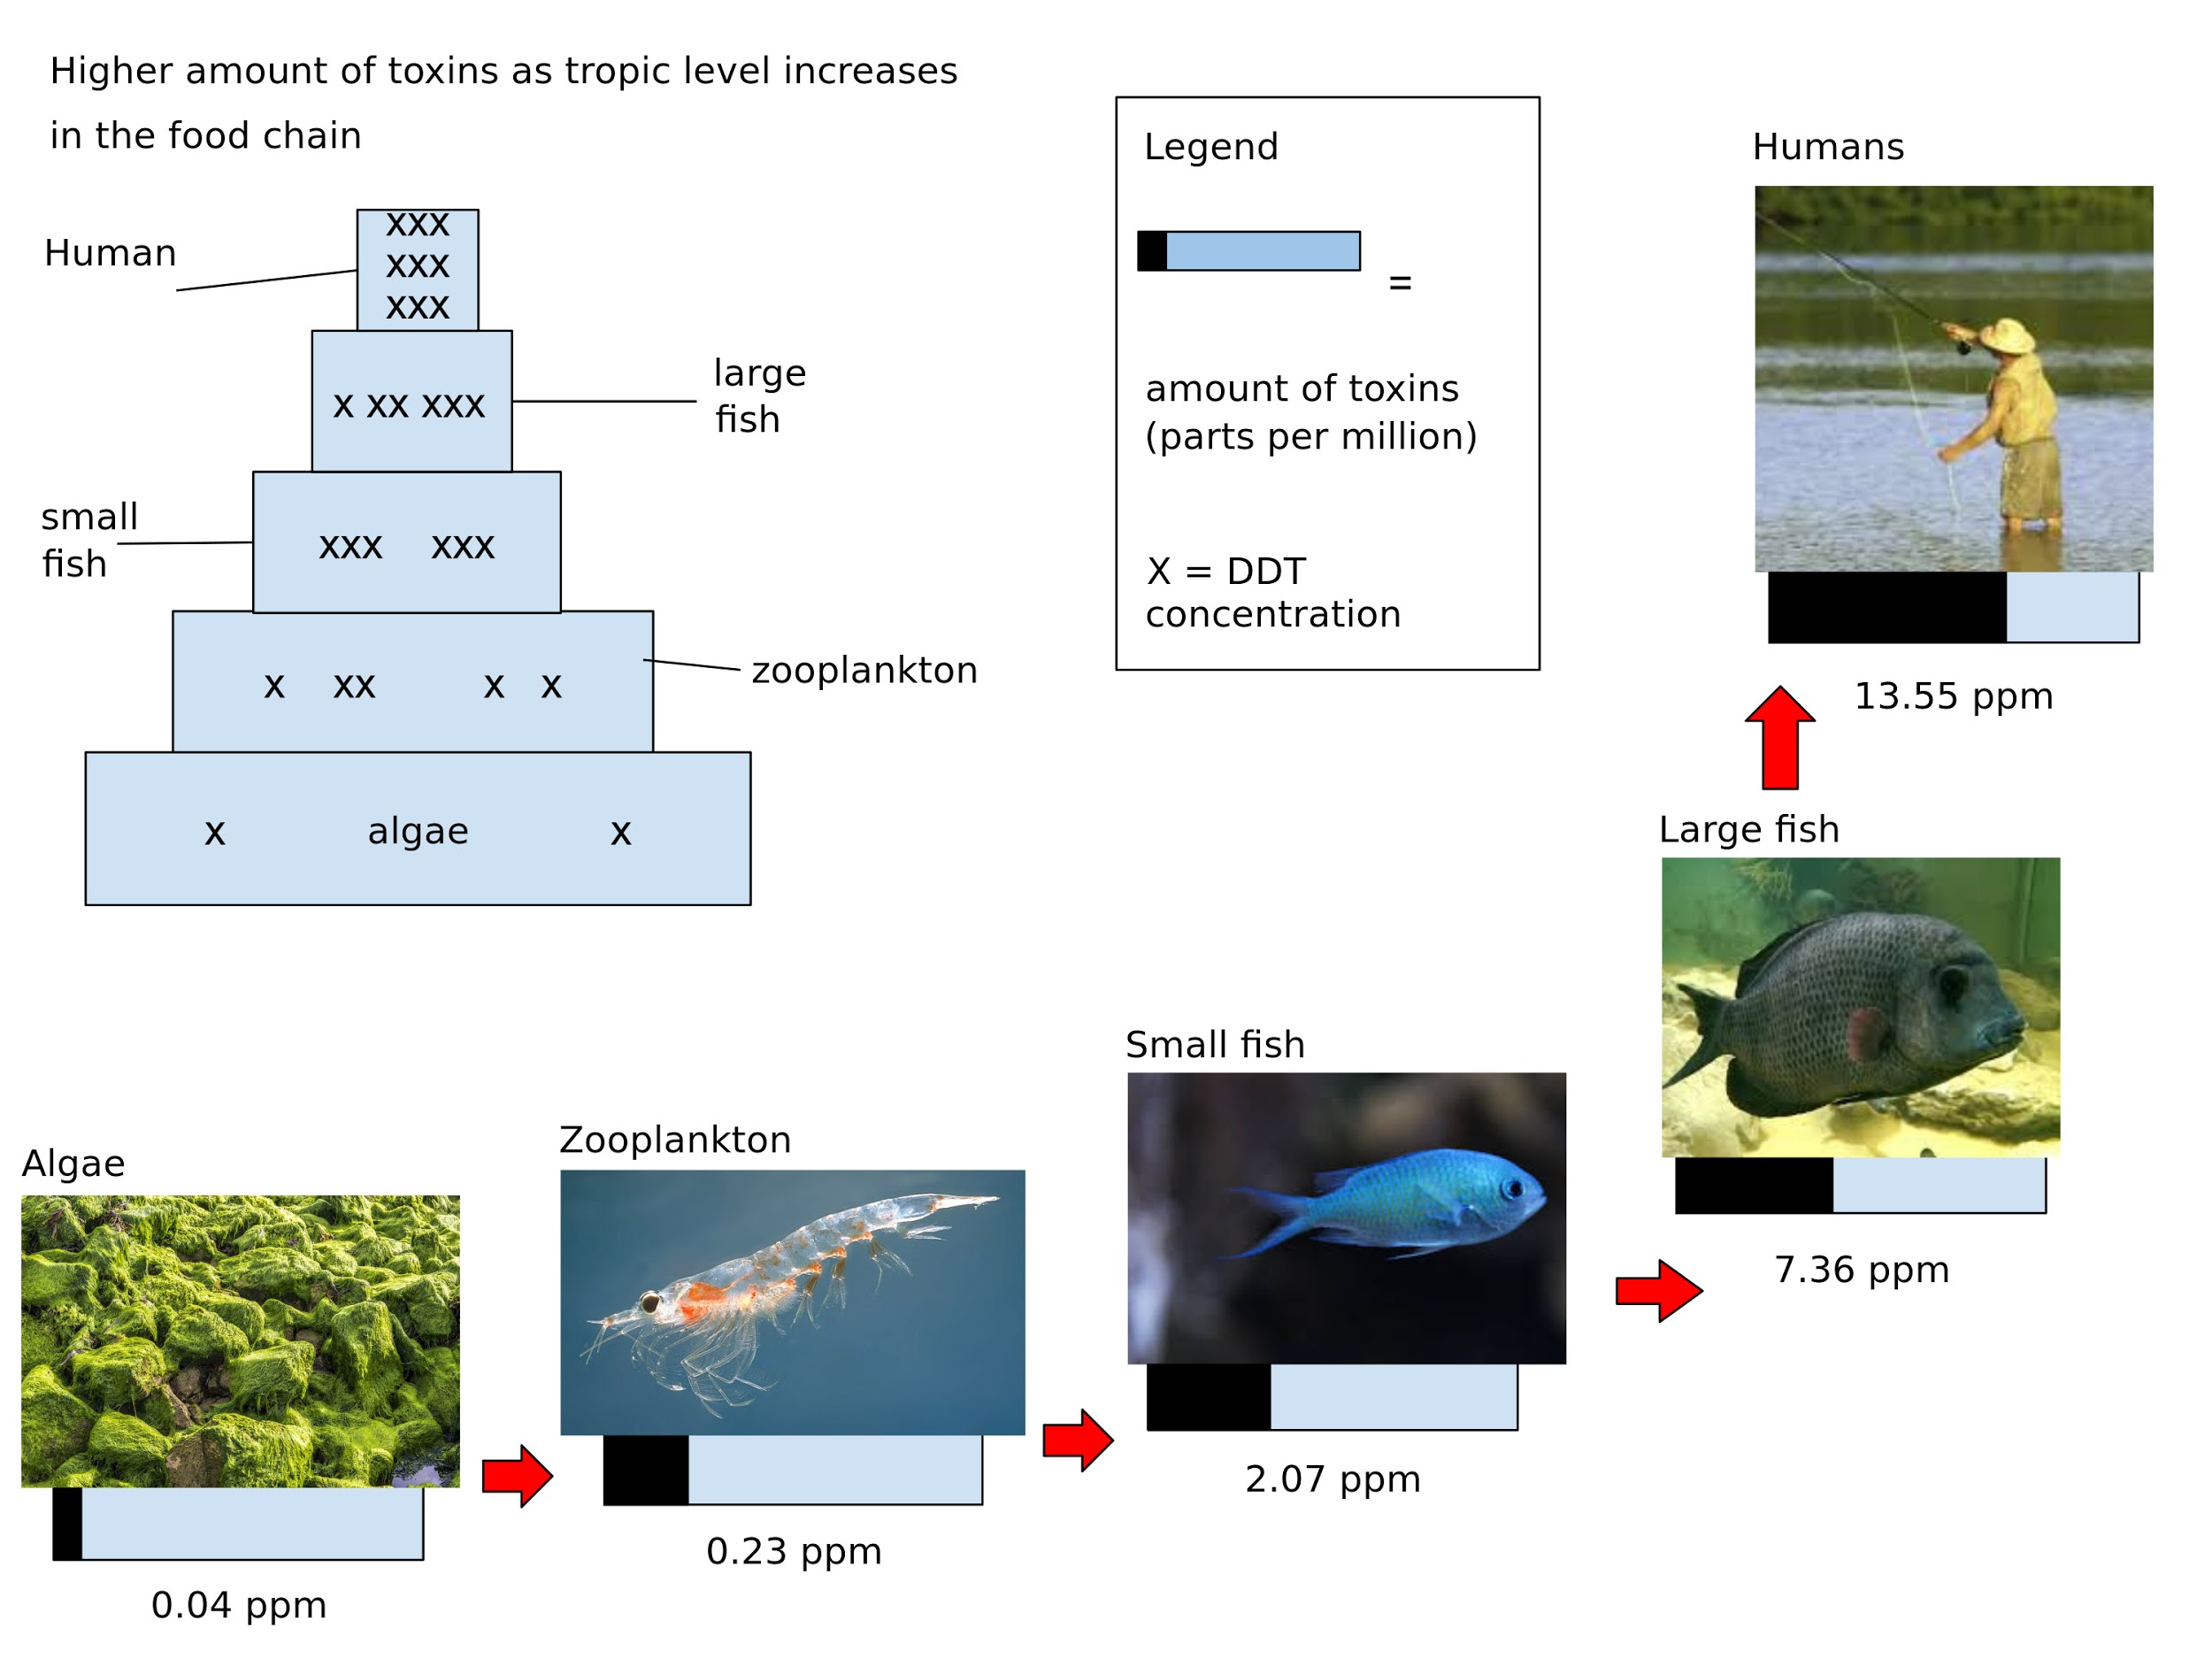 Higher amount of toxins as tropic level increases
in the food chain
Human
xxx
xxx
xxx
x xx xxx
large
fish
small
fish
xxx xxx
x xx x x
zooplankton
x algae x
Legend
=
amount of toxins
(parts per million)
X = DDT
concentration
Humans
13.55 ppm
Large fish
7.36 ppm
Small fish
2.07 ppm
Zooplankton
0.23 ppm
Algae
0.04 ppm